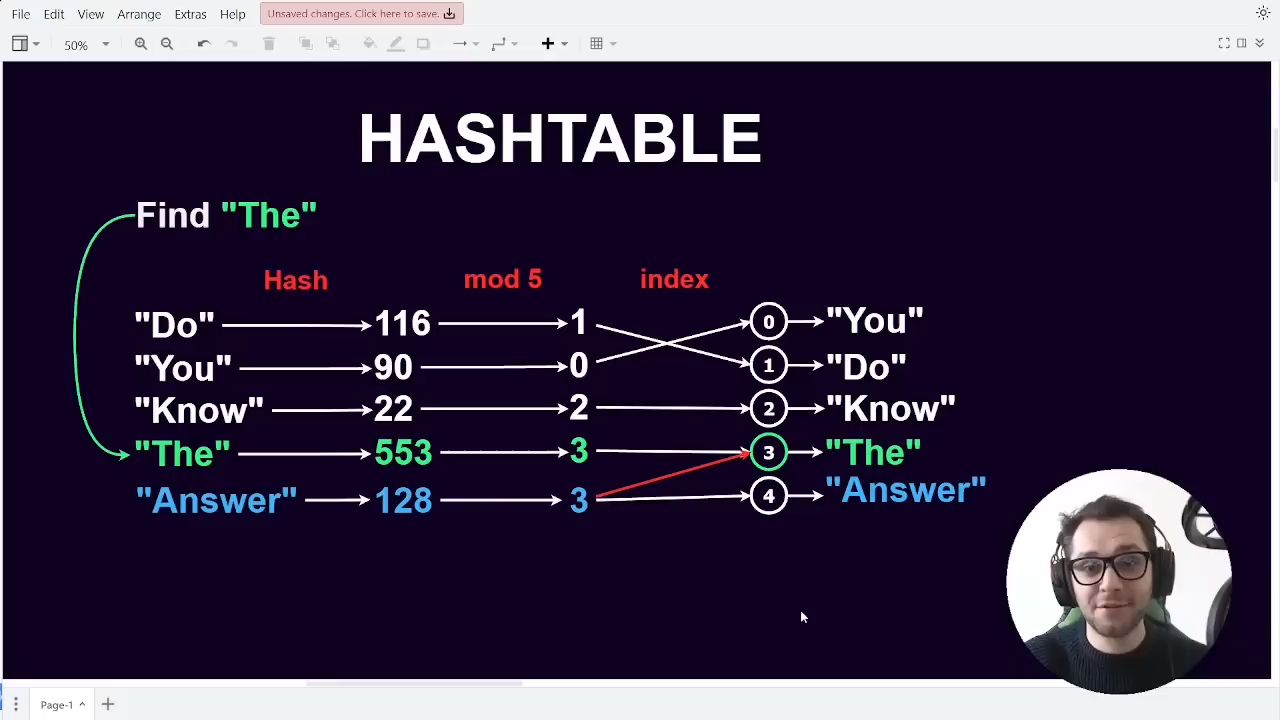 File Edit View Arrange Extras Help Unsaved changes. Click here to save.
50%
HASHTABLE
Find "The"
Hash mod 5 index
"Do" 116 1 0 "You"
"You" 90 0 1 "Do"
"Know" 22 2 2 "Know"
"The" 553 3 3 "The"
"Answer" 128 3 4 "Answer"
Page-1